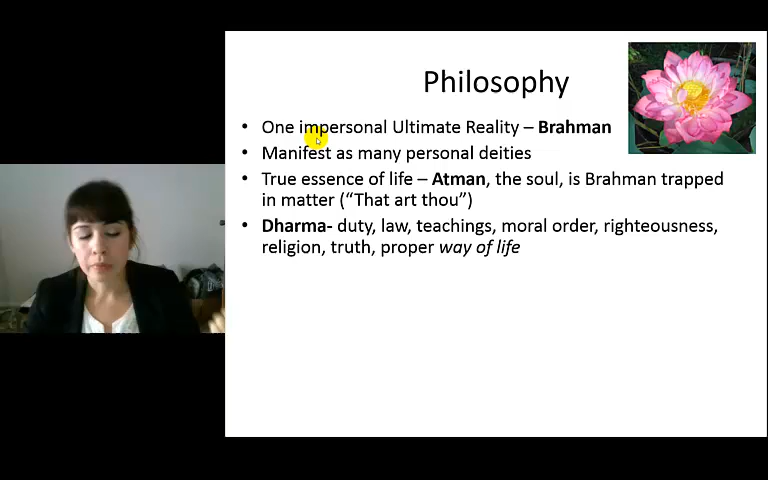 Philosophy
• One impersonal Ultimate Reality – Brahman
• Manifest as many personal deities
• True essence of life – Atman, the soul, is Brahman trapped
in matter (“That art thou”)
• Dharma- duty, law, teachings, moral order, righteousness,
religion, truth, proper way of life